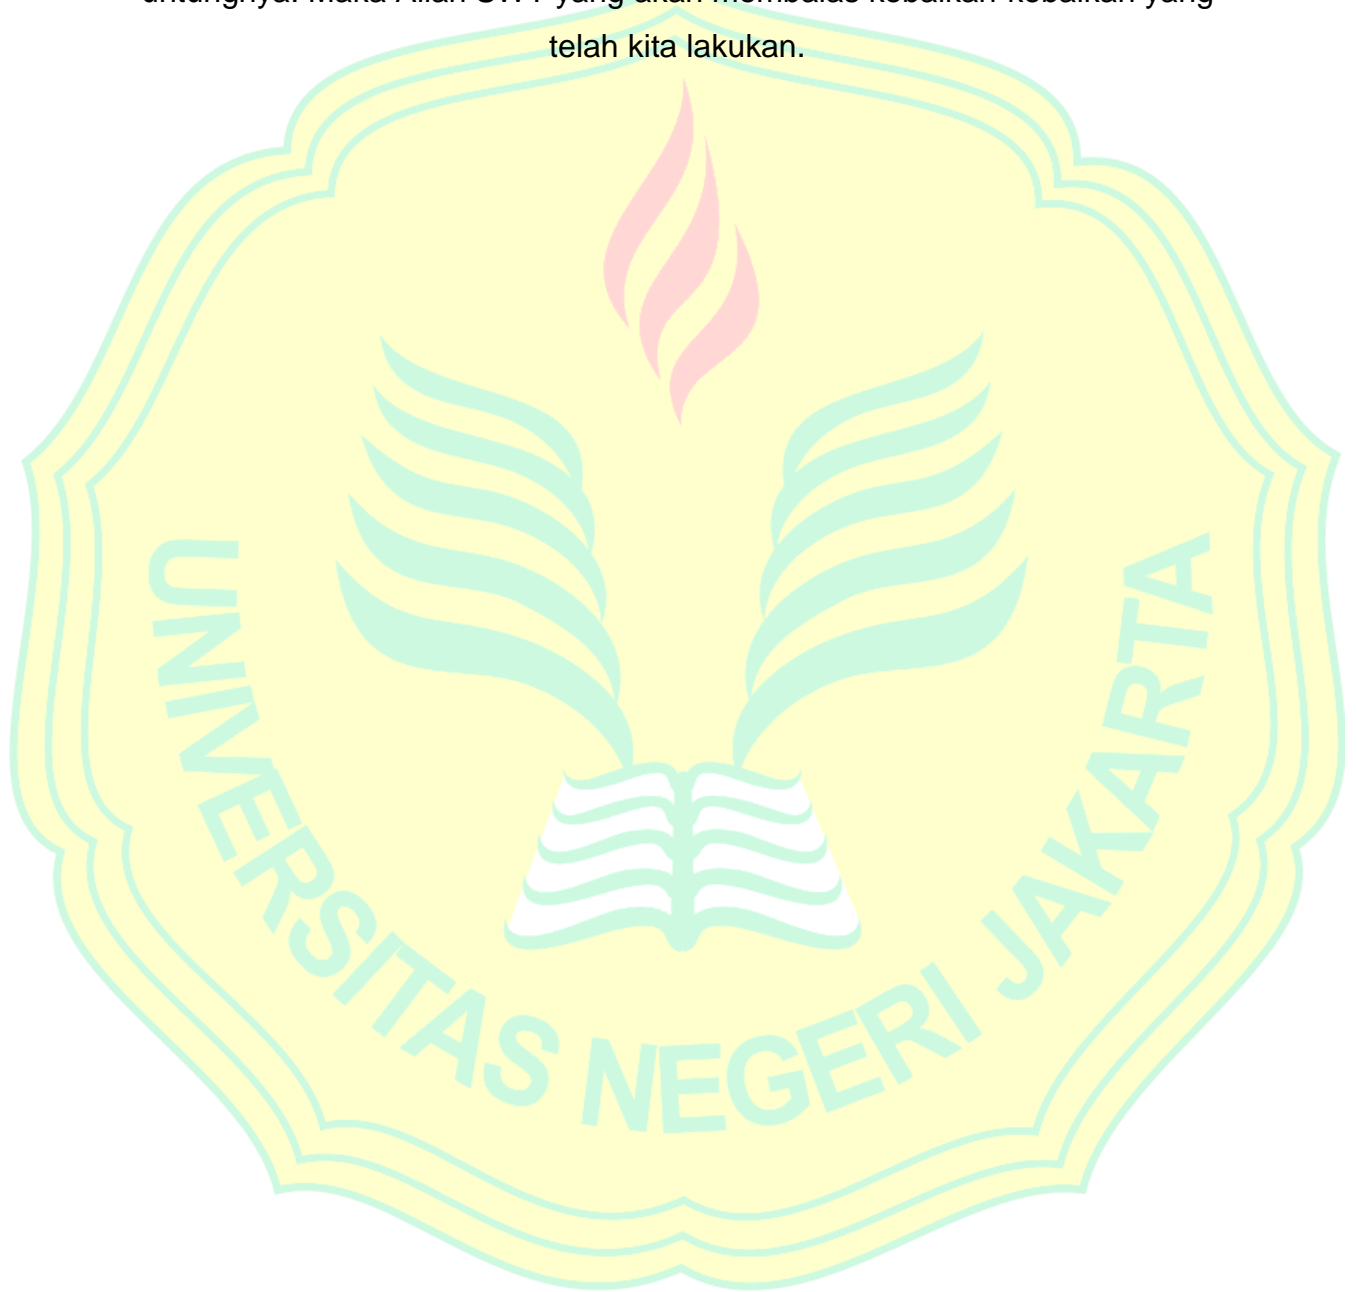 untungnya. Maka Allah SWT yang akan membalas kebaikan-kebaikan yang
telah kita lakukan.
UNIVERSITAS NEGERI JAKARTA